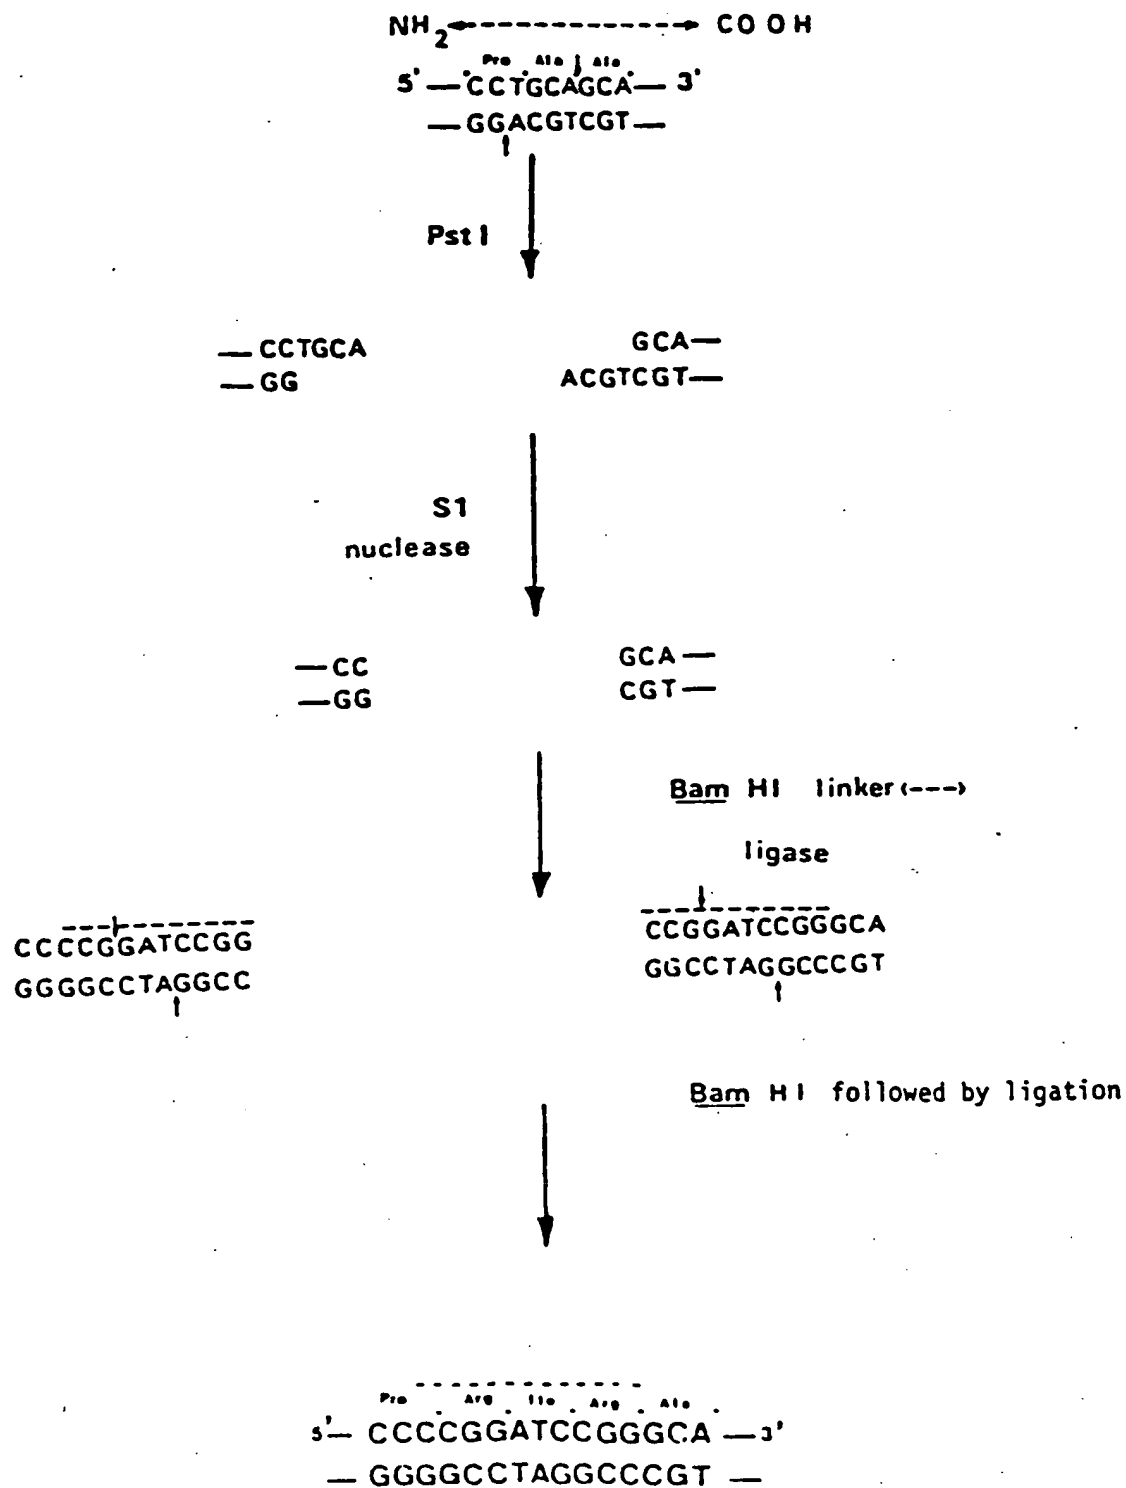 NH2 COOH
Pro Ala Ala
5' — CCTGCAGCA — 3'
— GGACGTCGT —
Pst I
— CCTGCA GCA —
— GG ACGTCGT —
S1
nuclease
— CC GCA —
— GG CGT —
Bam HI linker <--->
ligase
CCCCGGATCCGG CCGGATCCGGGCA
GGGGCCTAGGCC GGCCTAGGCCCGT
Bam HI followed by ligation
Pro Arg Ile Arg Ala
5' — CCCCGGATCCGGGCA — 3'
— GGGGCCTAGGCCCGT —